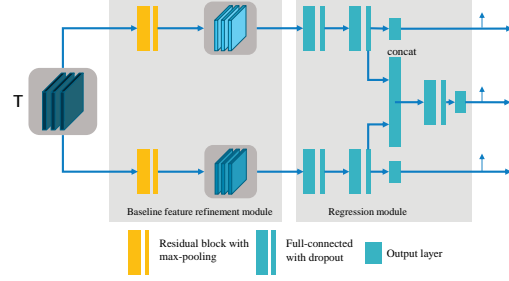 concat
T
Baseline feature refinement module
Regression module
Residual block with
max-pooling
Full-connected
with dropout
Output layer